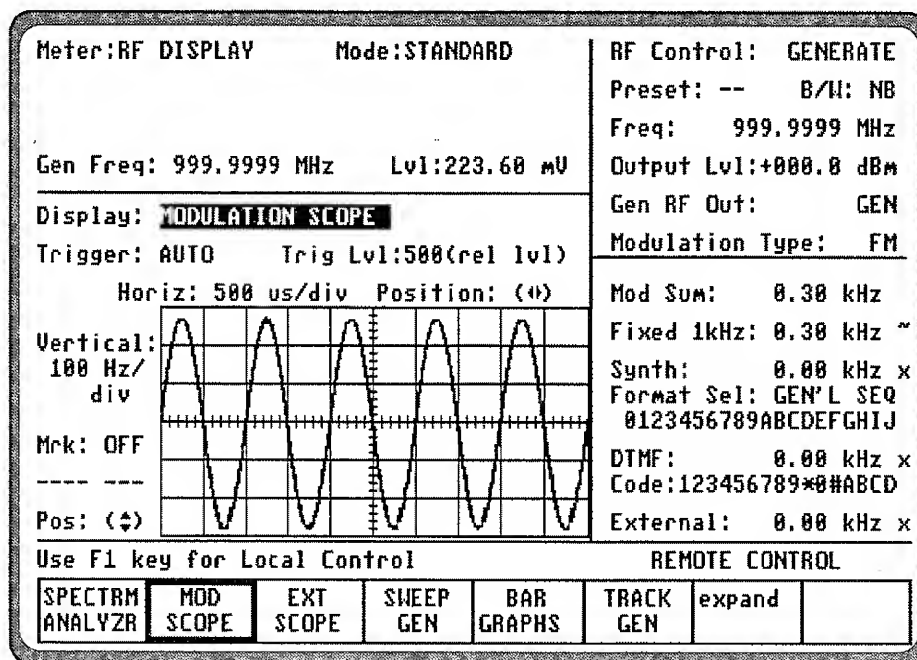 Meter:RF DISPLAY Mode:STANDARD
Gen Freq: 999.9999 MHz Lvl:223.60 mV
Display: MODULATION SCOPE
Trigger: AUTO Trig Lvl:500(rel lvl)
Horiz: 500 us/div Position: (◀▶)
Vertical:
100 Hz/
div
Mrk: OFF
---- ---
Pos: (▲▼)
RF Control: GENERATE
Preset: -- B/W: NB
Freq: 999.9999 MHz
Output Lvl:+000.0 dBm
Gen RF Out: GEN
Modulation Type: FM
Mod Sum: 0.30 kHz
Fixed 1kHz: 0.30 kHz ~
Synth: 0.00 kHz x
Format Sel: GEN'L SEQ
0123456789ABCDEFGHIJ
DTMF: 0.00 kHz x
Code:123456789*0#ABCD
External: 0.00 kHz x
Use F1 key for Local Control REMOTE CONTROL
SPECTRM ANALYZR
MOD SCOPE
EXT SCOPE
SWEEP GEN
BAR GRAPHS
TRACK GEN
expand